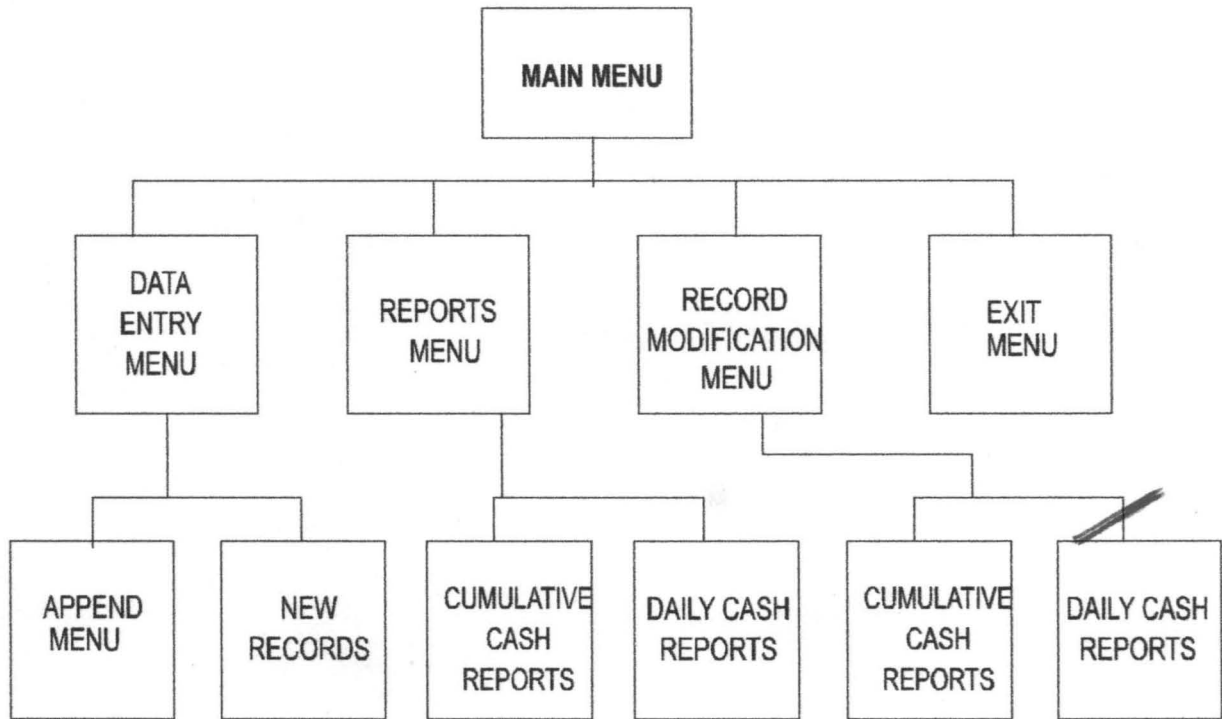 MAIN MENU
DATA
ENTRY
MENU
REPORTS
MENU
RECORD
MODIFICATION
MENU
EXIT
MENU
APPEND
MENU
NEW
RECORDS
CUMULATIVE
CASH
REPORTS
DAILY CASH
REPORTS
CUMULATIVE
CASH
REPORTS
DAILY CASH
REPORTS